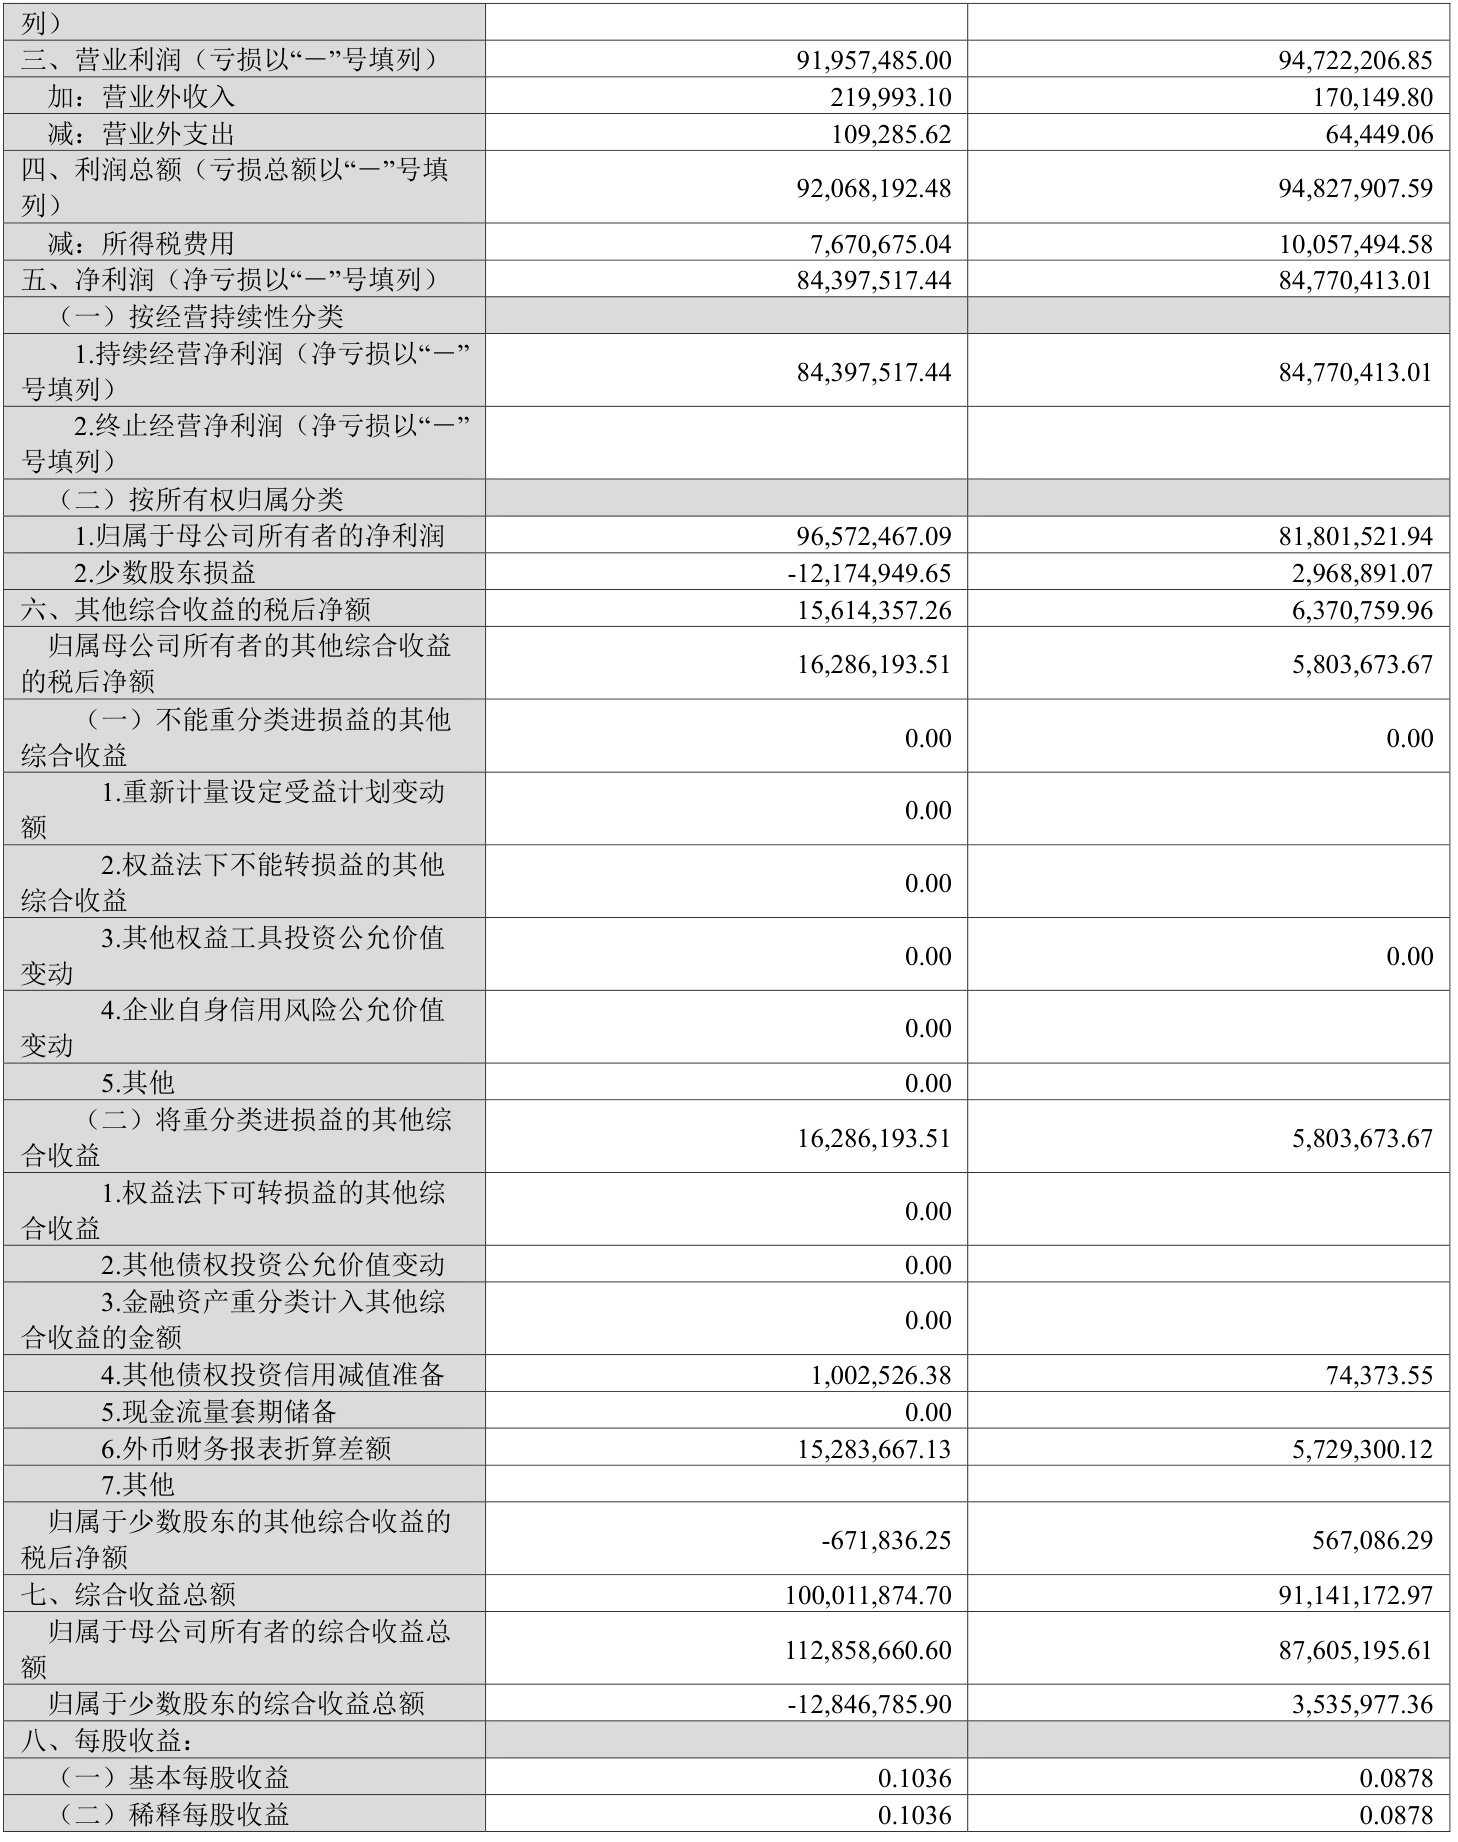 列）
三、营业利润（亏损以“－”号填列） 91,957,485.00 94,722,206.85
加：营业外收入 219,993.10 170,149.80
减：营业外支出 109,285.62 64,449.06
四、利润总额（亏损总额以“－”号填
列） 92,068,192.48 94,827,907.59
减：所得税费用 7,670,675.04 10,057,494.58
五、净利润（净亏损以“－”号填列） 84,397,517.44 84,770,413.01
（一）按经营持续性分类
1.持续经营净利润（净亏损以“－”
号填列） 84,397,517.44 84,770,413.01
2.终止经营净利润（净亏损以“－”
号填列）
（二）按所有权归属分类
1.归属于母公司所有者的净利润 96,572,467.09 81,801,521.94
2.少数股东损益 -12,174,949.65 2,968,891.07
六、其他综合收益的税后净额 15,614,357.26 6,370,759.96
归属母公司所有者的其他综合收益
的税后净额 16,286,193.51 5,803,673.67
（一）不能重分类进损益的其他
综合收益 0.00 0.00
1.重新计量设定受益计划变动
额 0.00
2.权益法下不能转损益的其他
综合收益 0.00
3.其他权益工具投资公允价值
变动 0.00 0.00
4.企业自身信用风险公允价值
变动 0.00
5.其他 0.00
（二）将重分类进损益的其他综
合收益 16,286,193.51 5,803,673.67
1.权益法下可转损益的其他综
合收益 0.00
2.其他债权投资公允价值变动 0.00
3.金融资产重分类计入其他综
合收益的金额 0.00
4.其他债权投资信用减值准备 1,002,526.38 74,373.55
5.现金流量套期储备 0.00
6.外币财务报表折算差额 15,283,667.13 5,729,300.12
7.其他
归属于少数股东的其他综合收益的
税后净额 -671,836.25 567,086.29
七、综合收益总额 100,011,874.70 91,141,172.97
归属于母公司所有者的综合收益总
额 112,858,660.60 87,605,195.61
归属于少数股东的综合收益总额 -12,846,785.90 3,535,977.36
八、每股收益：
（一）基本每股收益 0.1036 0.0878
（二）稀释每股收益 0.1036 0.0878